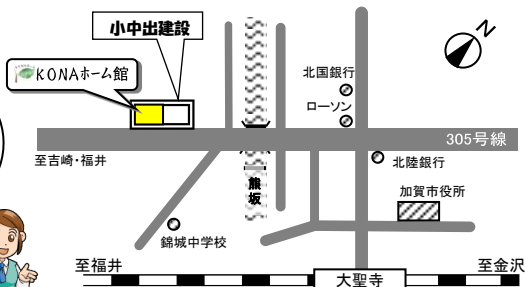 小中出建設
N
KONAホーム館
北国銀行
ローソン
305号線
至吉崎・福井
北陸銀行
熊坂
加賀市役所
錦城中学校
至福井
至金沢
大聖寺